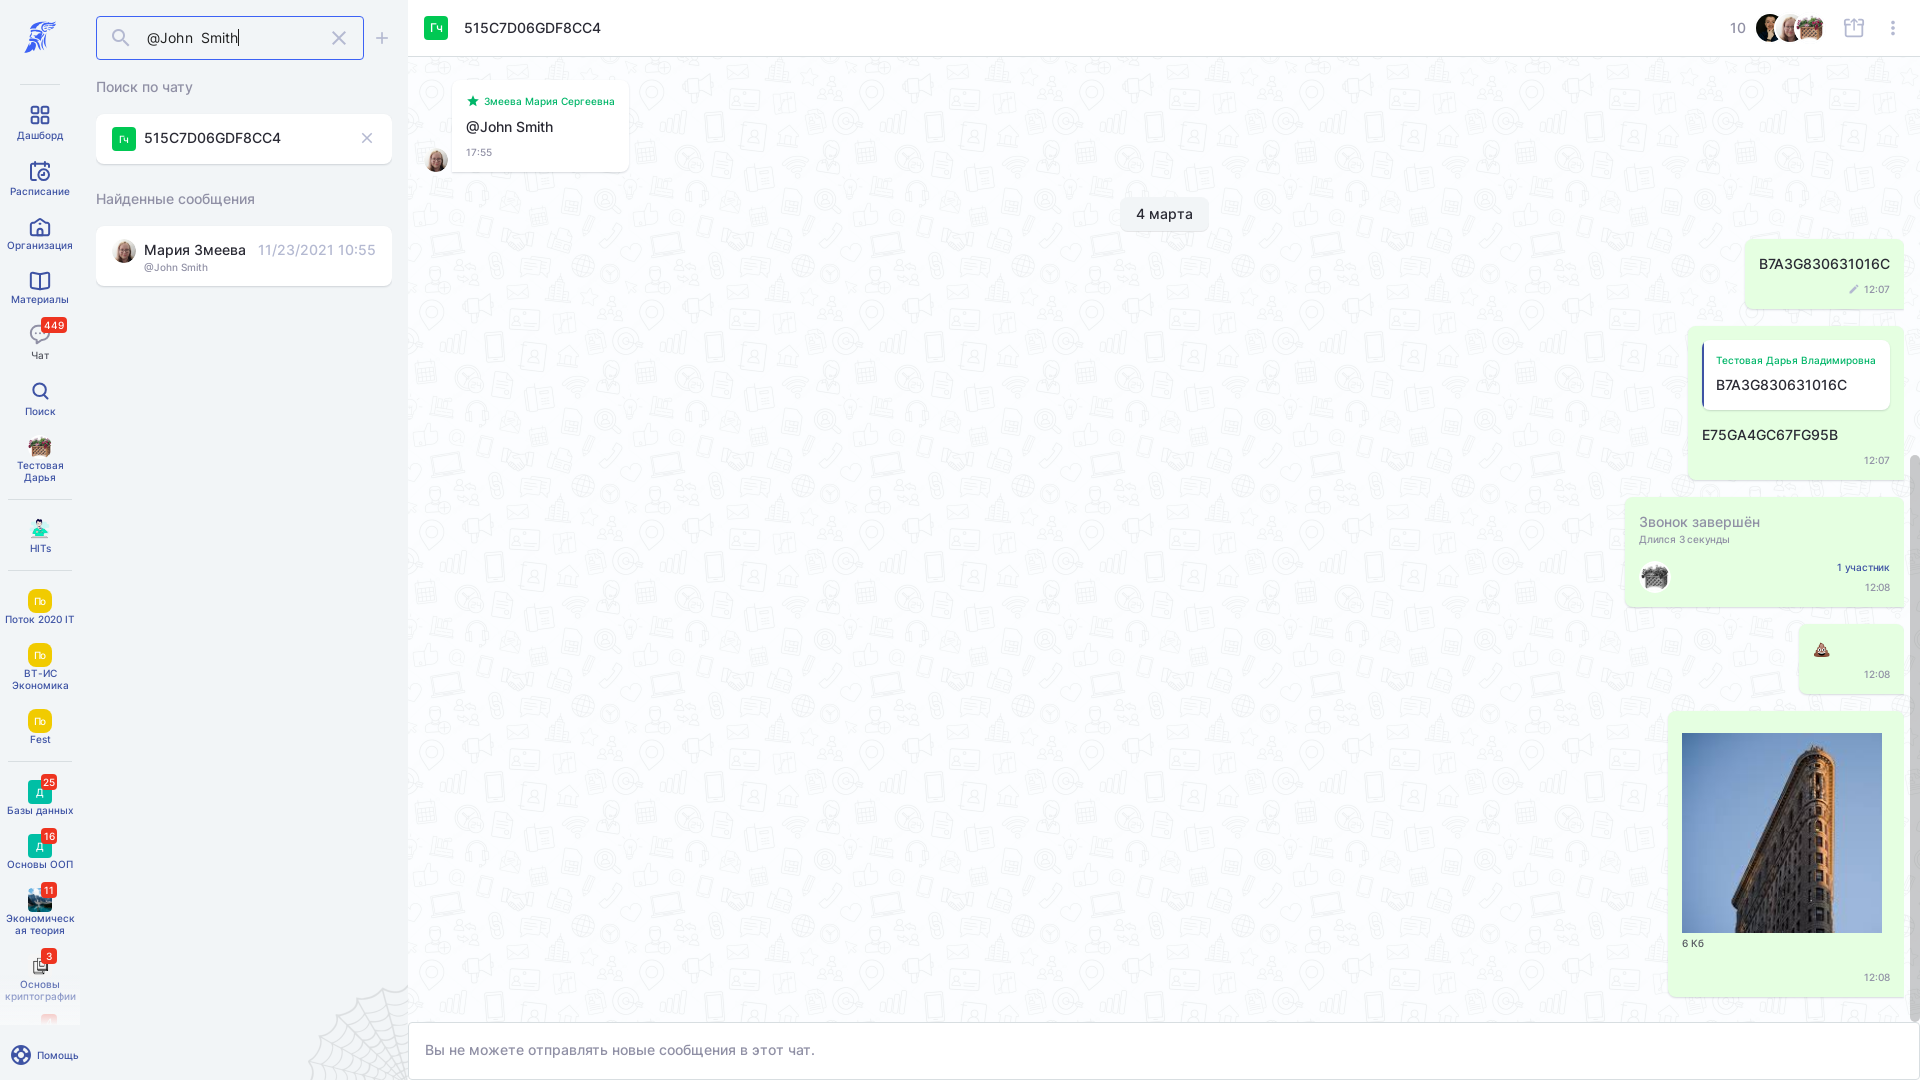 @John  Smith
Поиск по чату
Гч
515C7D06GDF8CC4
Найденные сообщения
Мария Змеева
11/23/2021 10:55
@John Smith
Дашборд
Расписание
Организация
Материалы
449
Чат
Поиск
Тестовая
Дарья
HITs
По
Поток 2020 IT
По
ВТ-ИС
Экономика
По
Fest
25
Д
Базы данных
16
Д
Основы ООП
11
Экономическ
ая теория
3
Основы
криптографии
Помощь
Гч
515C7D06GDF8CC4
10
Змеева Мария Сергеевна
@John Smith
17:55
4 марта
B7A3G830631016C
12:07
Тестовая Дарья Владимировна
B7A3G830631016C
E75GA4GC67FG95B
12:07
Звонок завершён
Длился 3 секунды
1 участник
12:08
12:08
6 Кб
12:08
Вы не можете отправлять новые сообщения в этот чат.